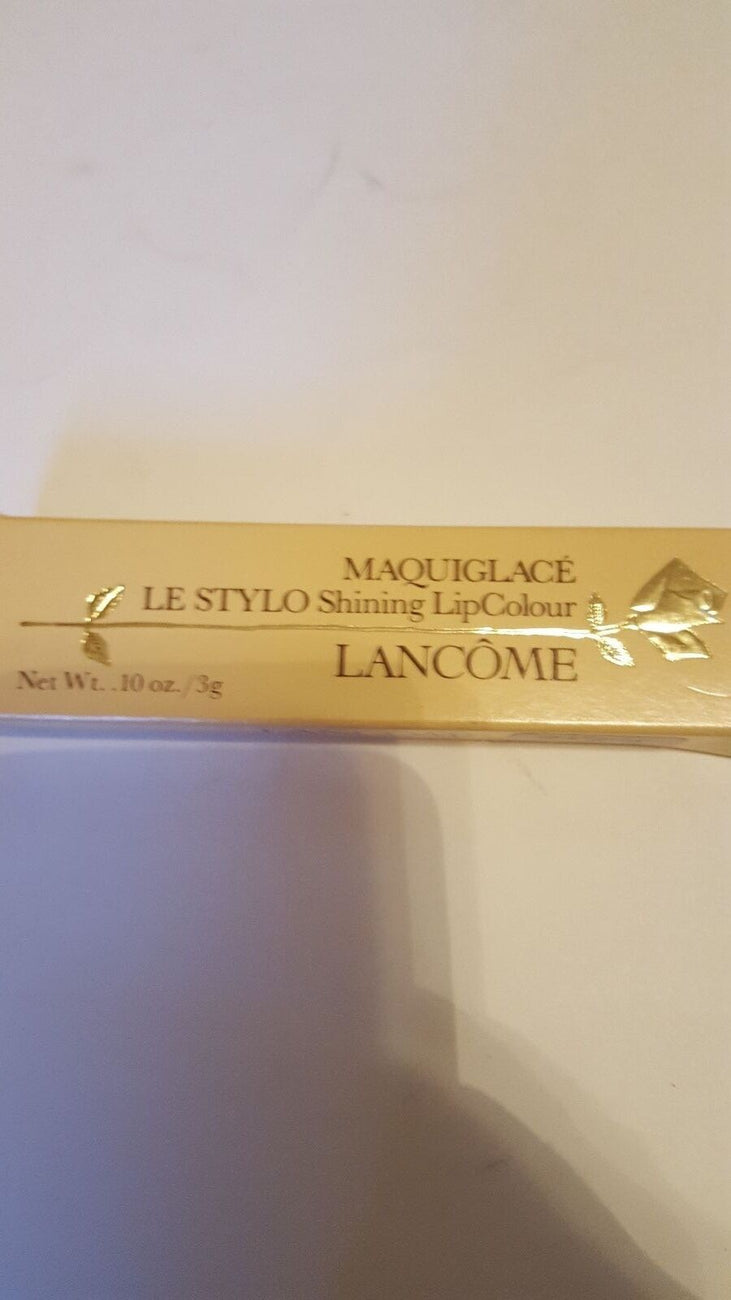 MAQUIGLACÉ
LE STYLO Shining LipColour
LANCÔME
Net Wt. .10 oz./3g